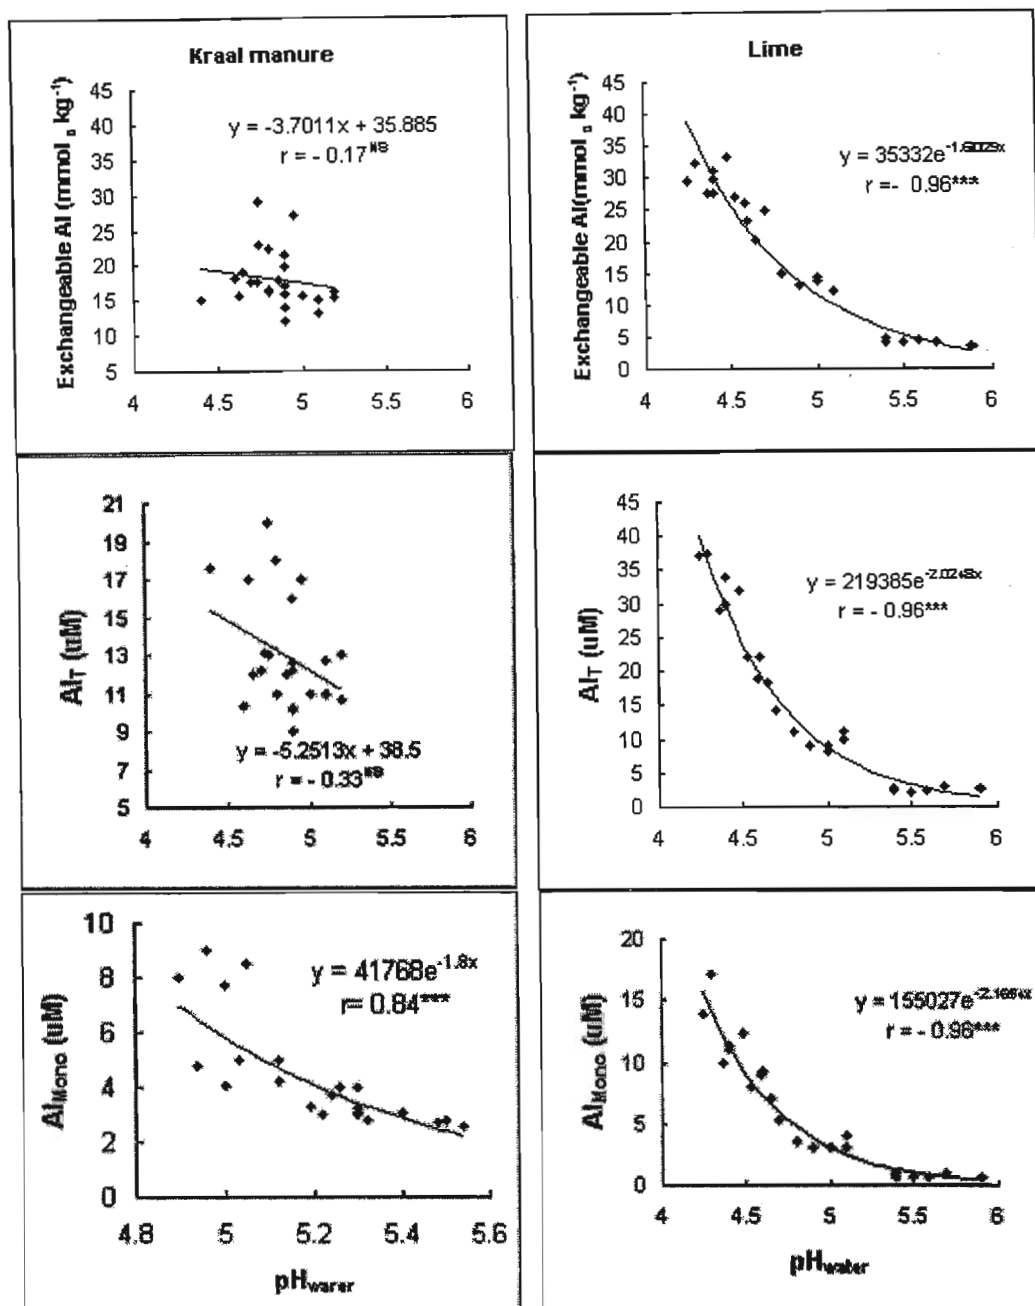 Kraal manure
Exchangeable Al (mmolc kg-1)
45
40
35
30
25
20
15
10
5
y = -3.7011x + 35.885
r = - 0.17NS
4 4.5 5 5.5 6
Lime
Exchangeable Al(mmolc kg-1)
45
40
35
30
25
20
15
10
5
0
y = 35332e
r = - 0.96***
4 4.5 5 5.5 6
AlT (uM)
21
19
17
15
13
11
9
7
5
y = -5.2513x + 38.5
r = - 0.33NS
4 4.5 5 5.5 6
AlT (uM)
45
40
35
30
25
20
15
10
5
0
y = 219385e
r = - 0.96***
4 4.5 5 5.5 6
AlMono (uM)
10
8
6
4
2
0
y = 41768e-1.8x
r= 0.84***
4.8 5 5.2 5.4 5.6
pHwarer
AlMono (uM)
20
15
10
5
0
y = 155027e
r = - 0.96***
4 4.5 5 5.5 6
pHwater